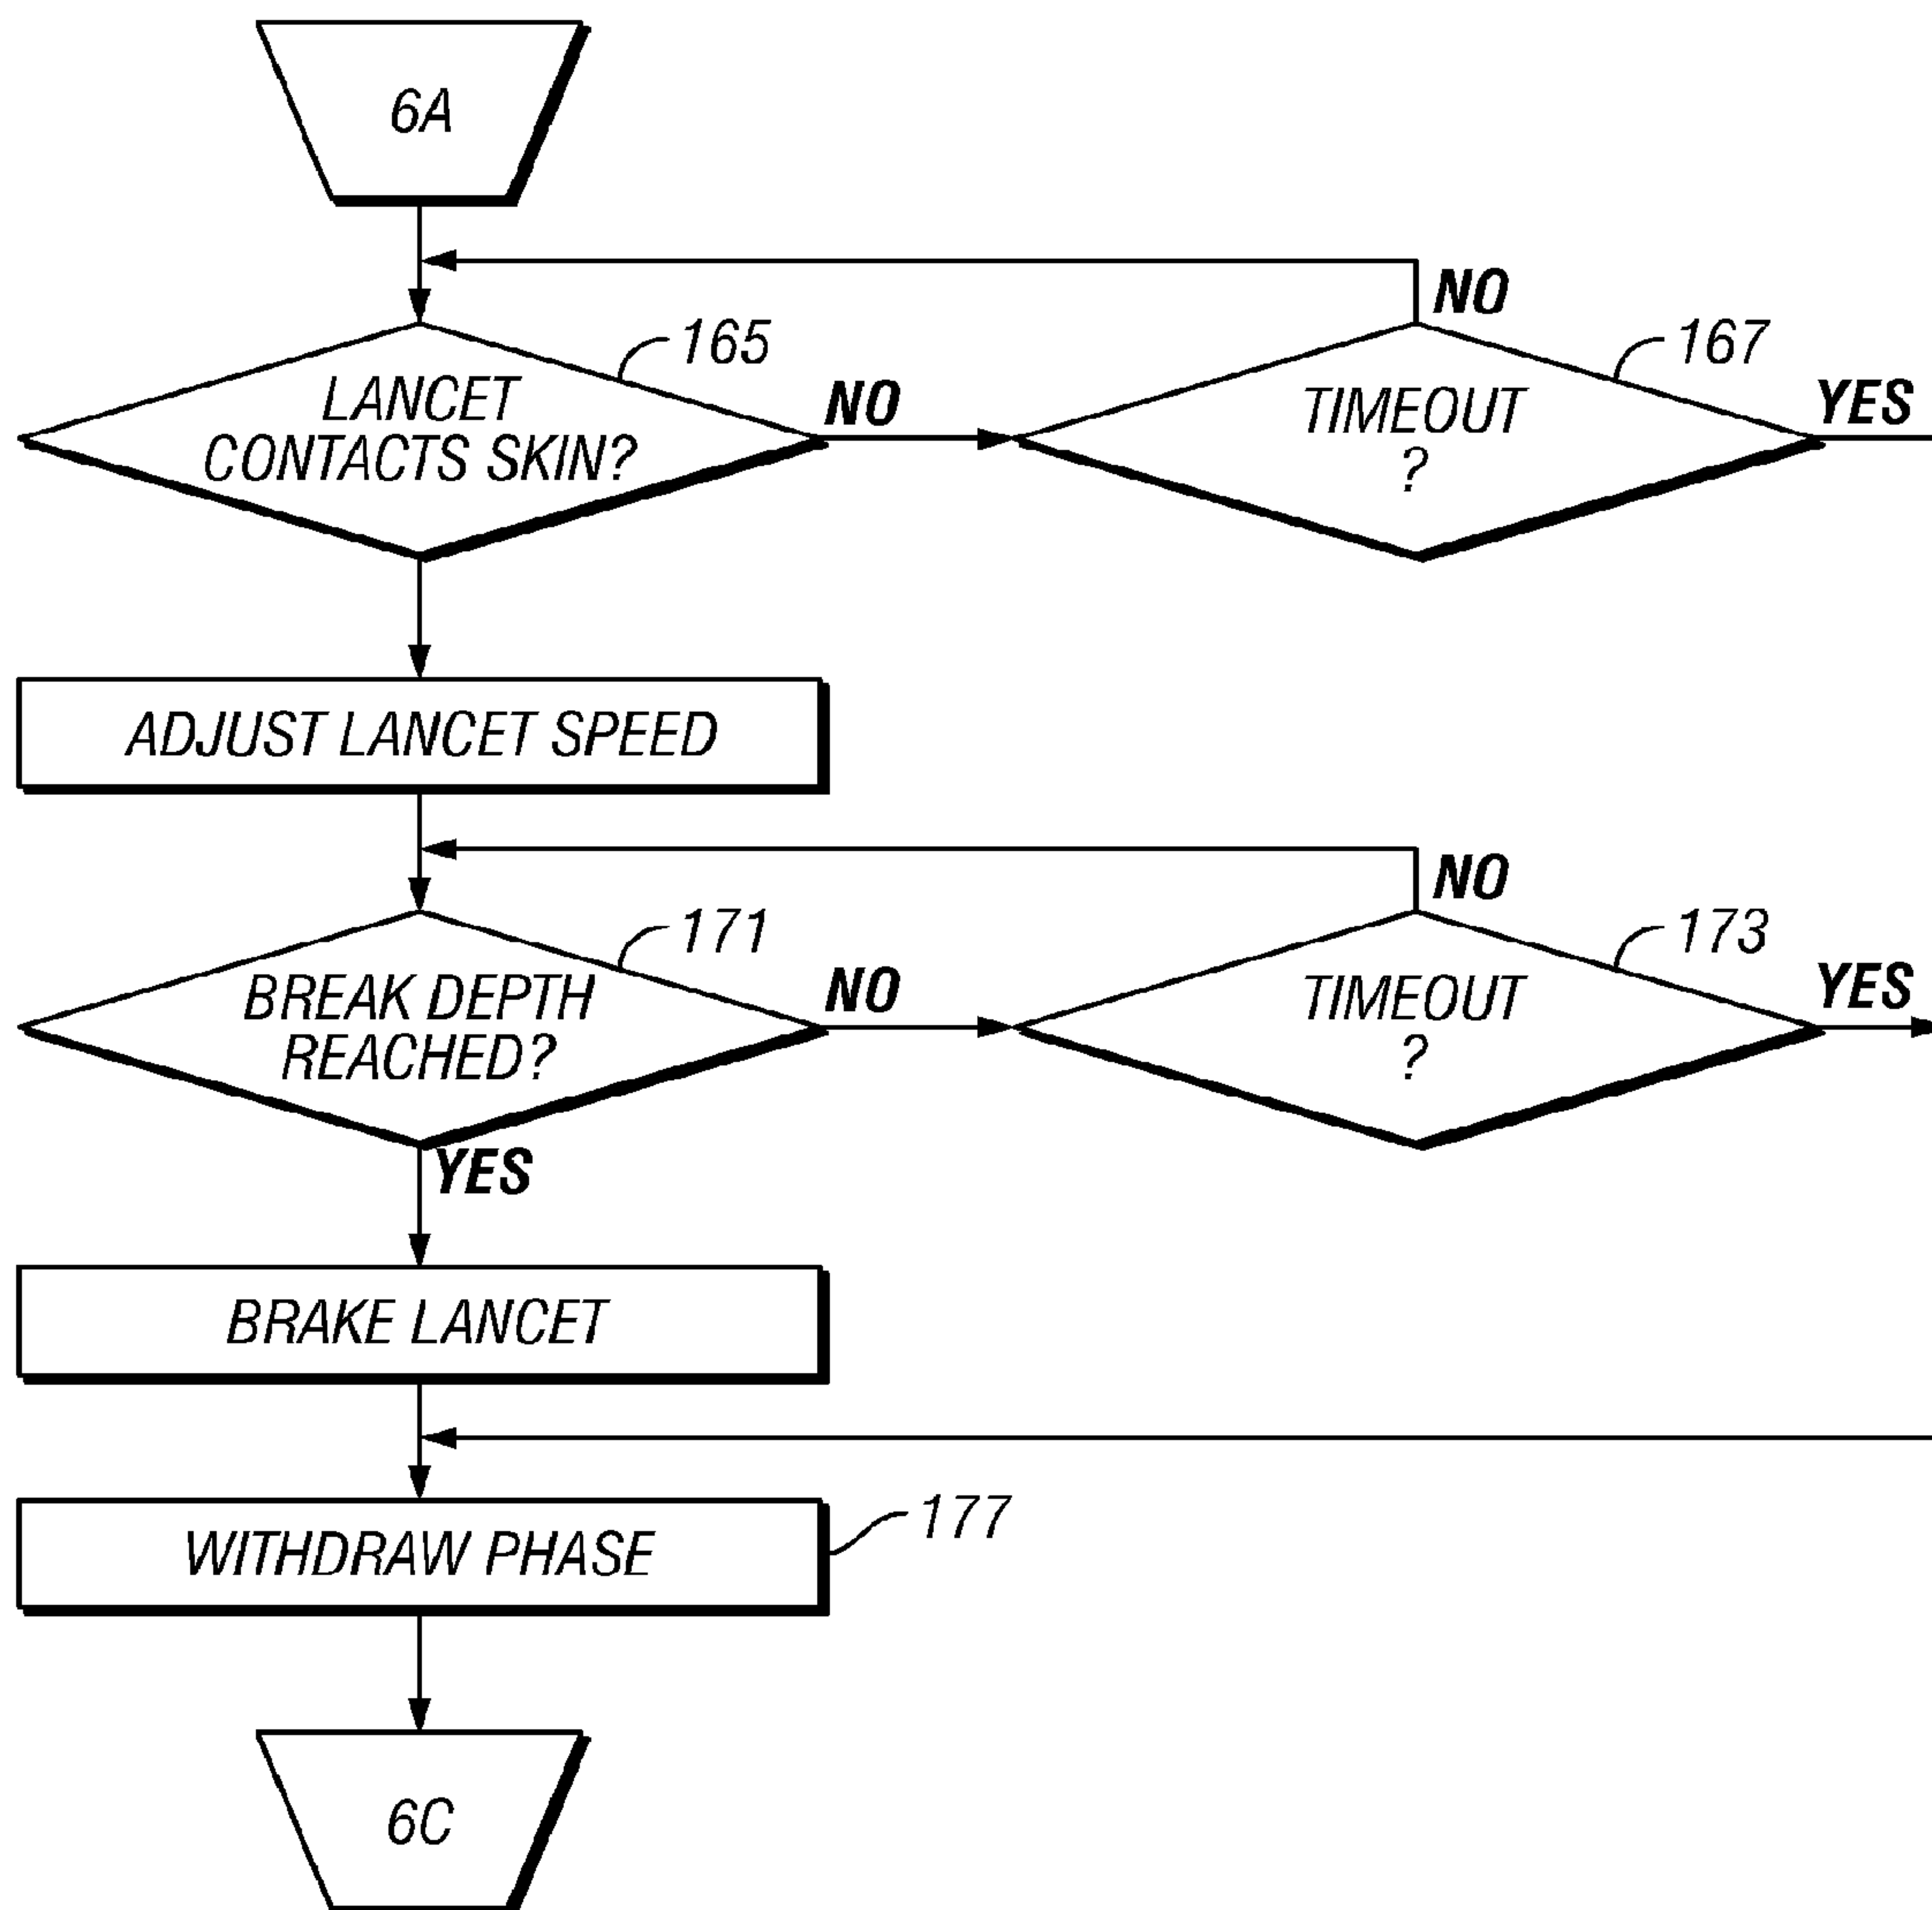 6A
NO
165
167
LANCET
CONTACTS SKIN?
NO
TIMEOUT
?
YES
ADJUST LANCET SPEED
NO
171
173
BREAK DEPTH
REACHED?
NO
TIMEOUT
?
YES
YES
BRAKE LANCET
WITHDRAW PHASE
177
6C